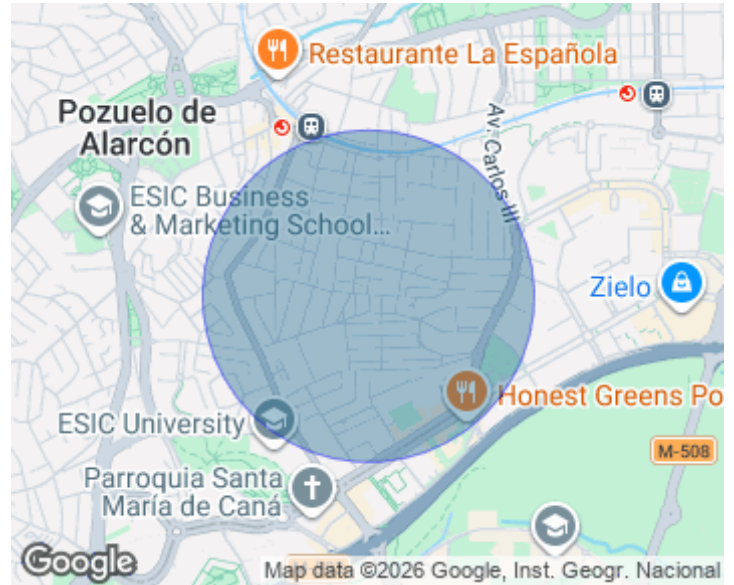 Restaurante La Española
Pozuelo de
Alarcón
Av. Carlos III
ESIC Business
& Marketing School...
Zielo
Honest Greens Po
ESIC University
M-508
Parroquia Santa
María de Caná
Google
Map data ©2026 Google, Inst. Geogr. Nacional